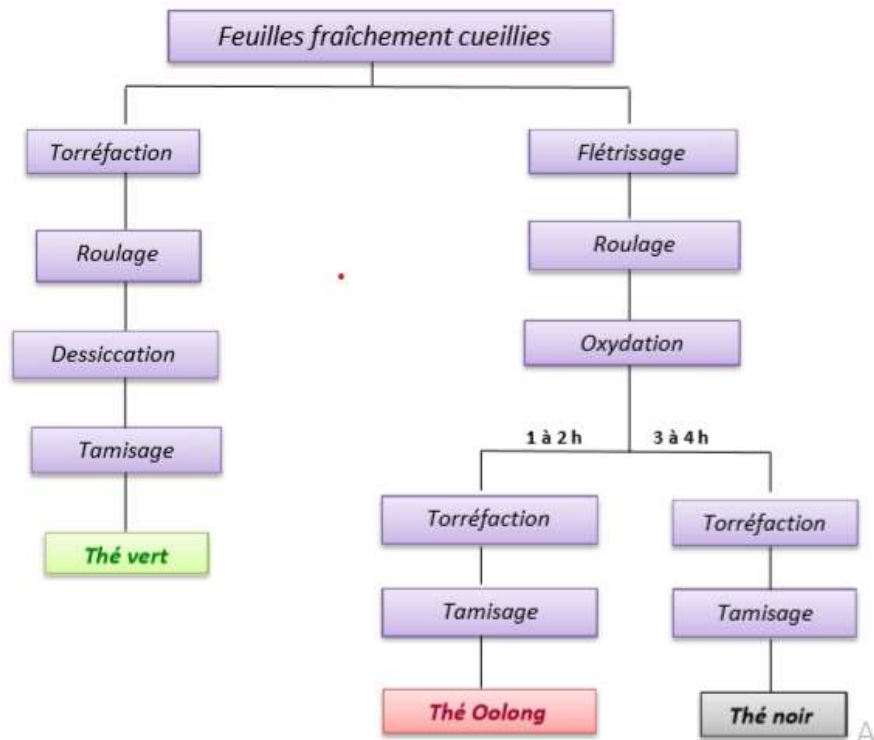 Feuilles fraîchement cueillies
Torréfaction
Roulage
Dessiccation
Tamisage
Thé vert
Flétrissage
Roulage
Oxydation
1 à 2 h
3 à 4 h
Torréfaction
Tamisage
Thé Oolong
Torréfaction
Tamisage
Thé noir
A